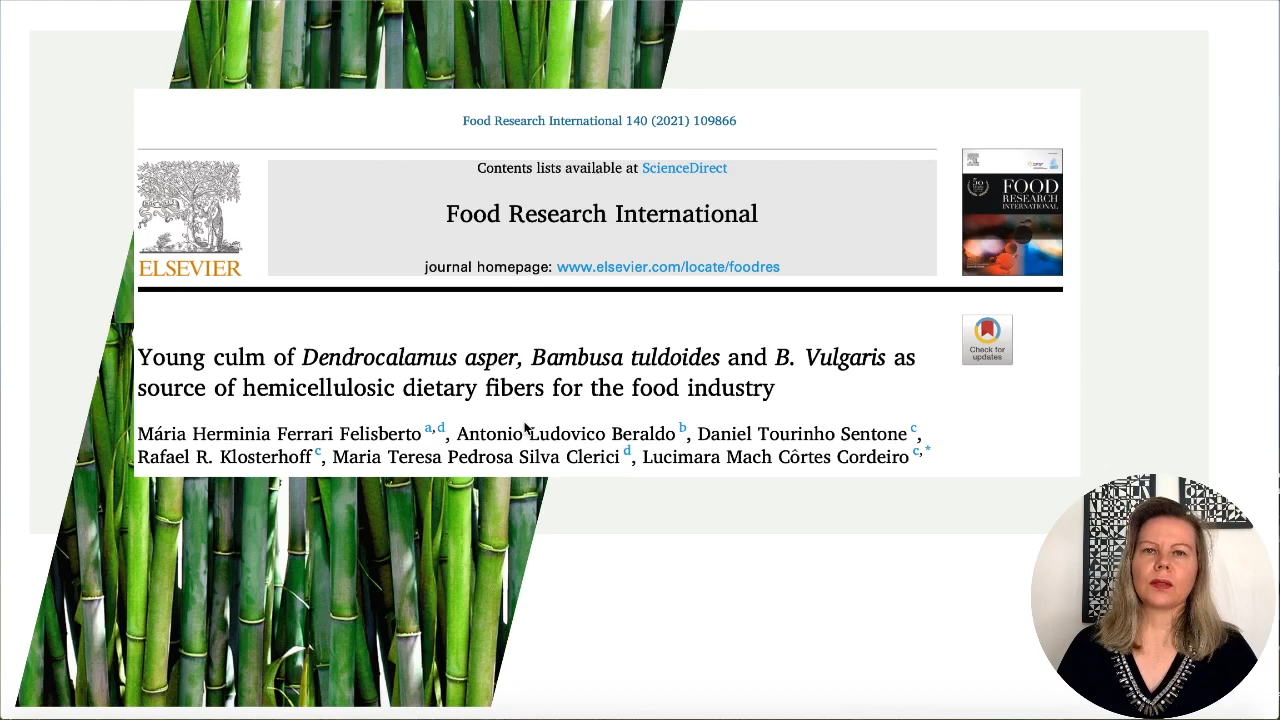 Food Research International 140 (2021) 109866
Contents lists available at ScienceDirect
Food Research International
journal homepage: www.elsevier.com/locate/foodres
ELSEVIER
FOOD
RESEARCH
INTERNATIONAL
Check for
updates
Young culm of Dendrocalamus asper, Bambusa tuldoides and B. Vulgaris as
source of hemicellulosic dietary fibers for the food industry
Mária Herminia Ferrari Felisberto a,d, Antonio Ludovico Beraldo b, Daniel Tourinho Sentone c,
Rafael R. Klosterhoff c, Maria Teresa Pedrosa Silva Clerici d, Lucimara Mach Côrtes Cordeiro c,*